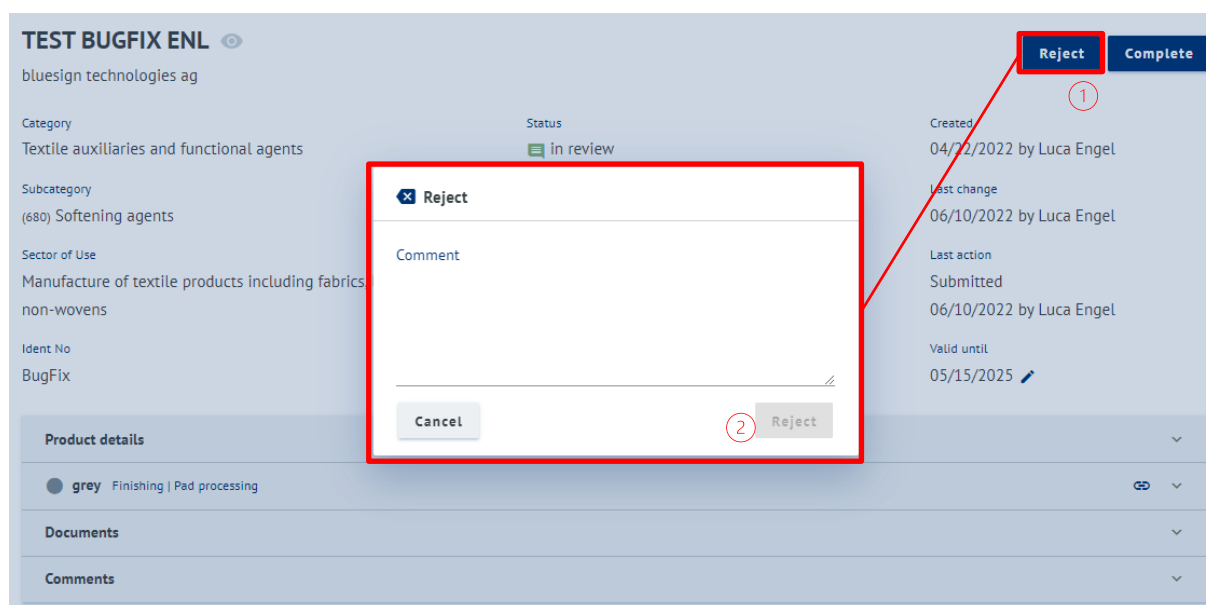 TEST BUGFIX ENL
Reject
Complete
bluesign technologies ag
1
Category
Textile auxiliaries and functional agents
Status
in review
Created
04/22/2022 by Luca Engel
Subcategory
(680) Softening agents
Last change
06/10/2022 by Luca Engel
Sector of Use
Manufacture of textile products including fabrics,
non-wovens
Last action
Submitted
06/10/2022 by Luca Engel
Ident No
BugFix
Valid until
05/15/2025
Reject
Comment
Cancel
2
Reject
Product details
grey Finishing | Pad processing
Documents
Comments